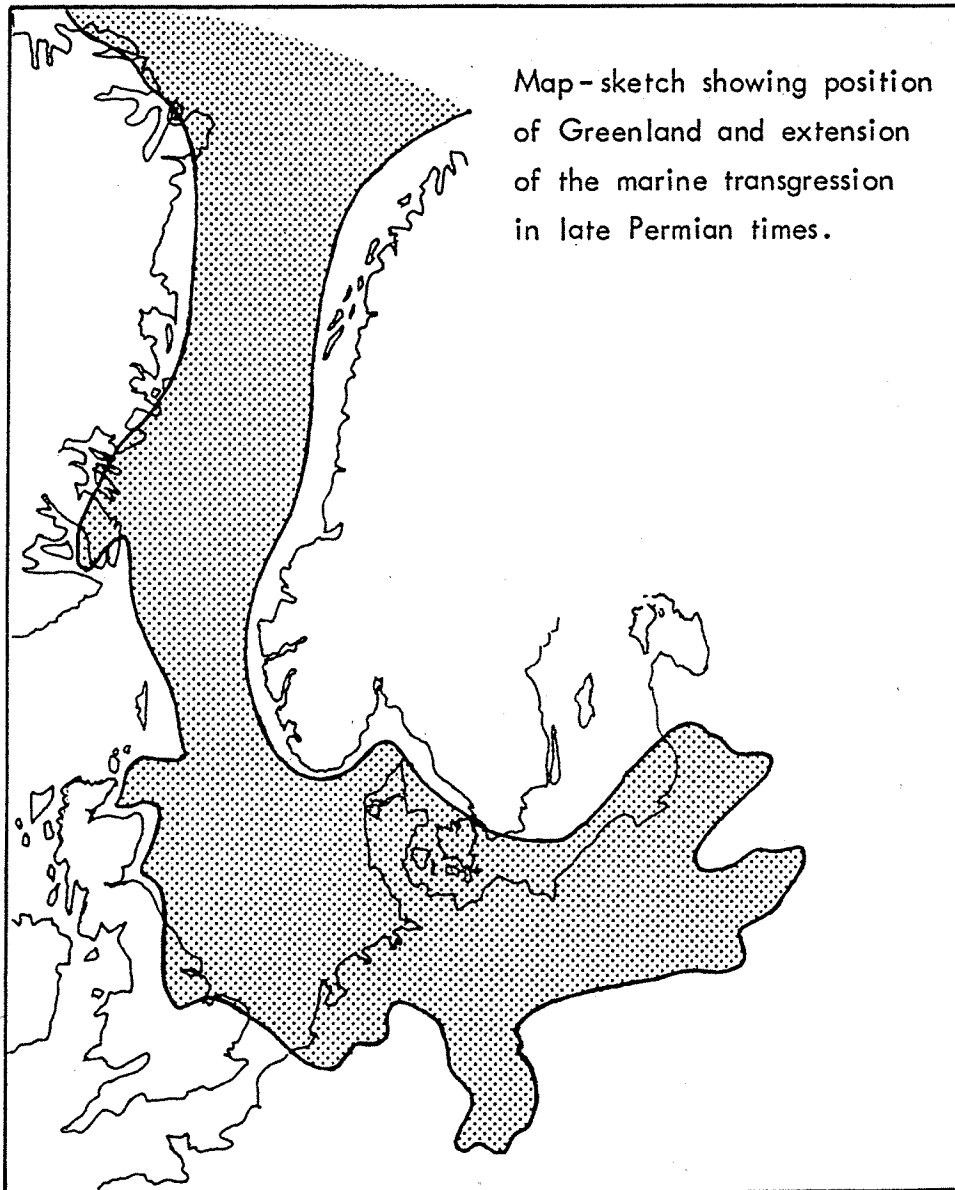 Map-sketch showing position
of Greenland and extension
of the marine transgression
in late Permian times.